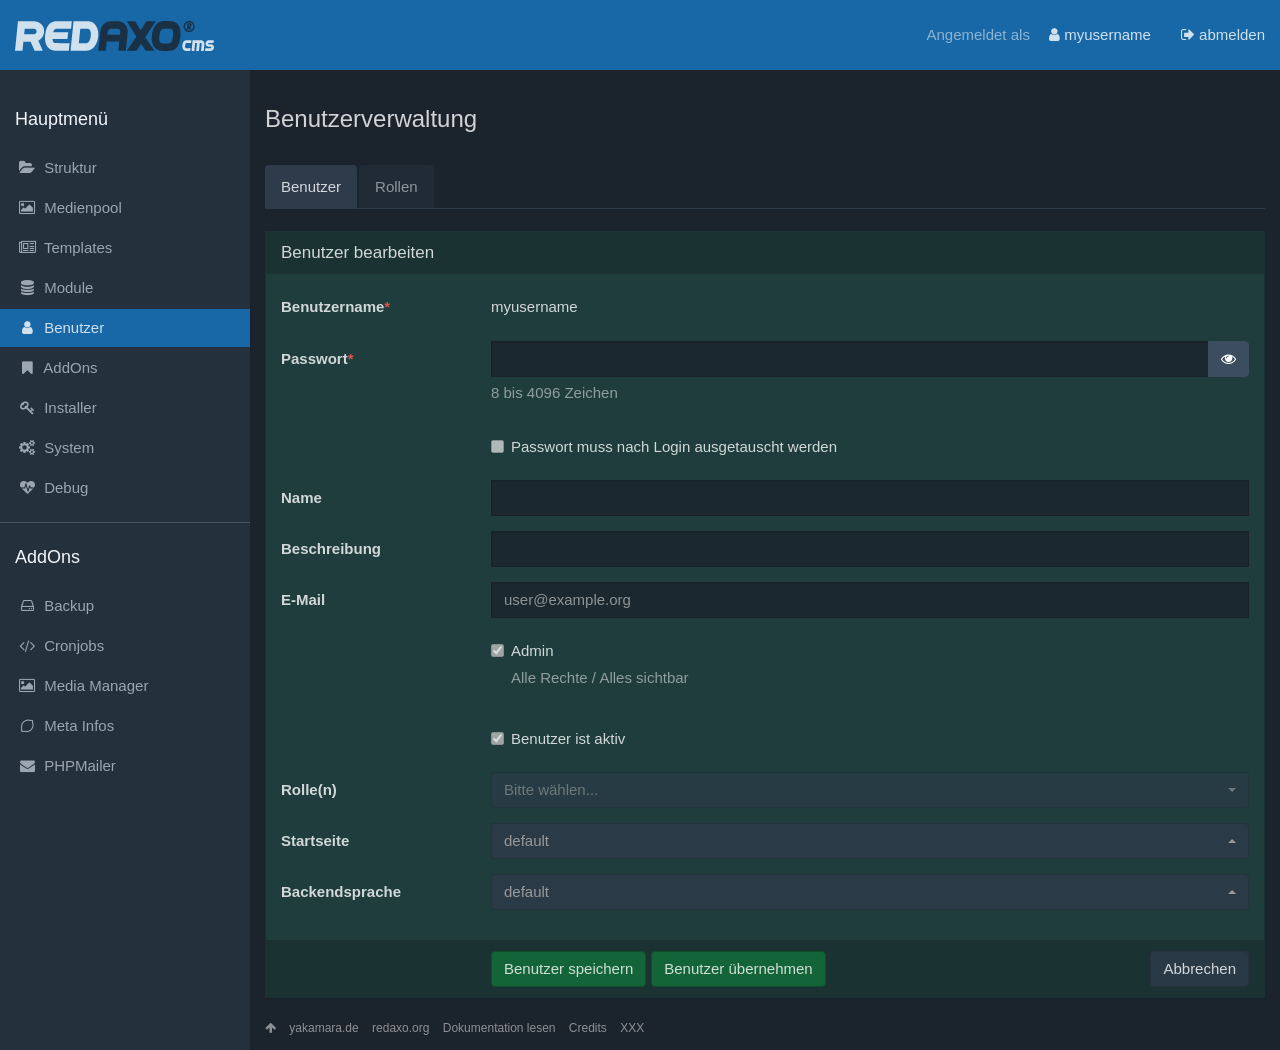 REDAXO® cms
Angemeldet als myusername abmelden
Hauptmenü
Struktur
Medienpool
Templates
Module
Benutzer
AddOns
Installer
System
Debug
AddOns
Backup
Cronjobs
Media Manager
Meta Infos
PHPMailer
Benutzerverwaltung
Benutzer Rollen
Benutzer bearbeiten
Benutzername* myusername
Passwort*
8 bis 4096 Zeichen
Passwort muss nach Login ausgetauscht werden
Name
Beschreibung
E-Mail user@example.org
Admin
Alle Rechte / Alles sichtbar
Benutzer ist aktiv
Rolle(n) Bitte wählen...
Startseite default
Backendsprache default
Benutzer speichern Benutzer übernehmen Abbrechen
yakamara.de redaxo.org Dokumentation lesen Credits XXX